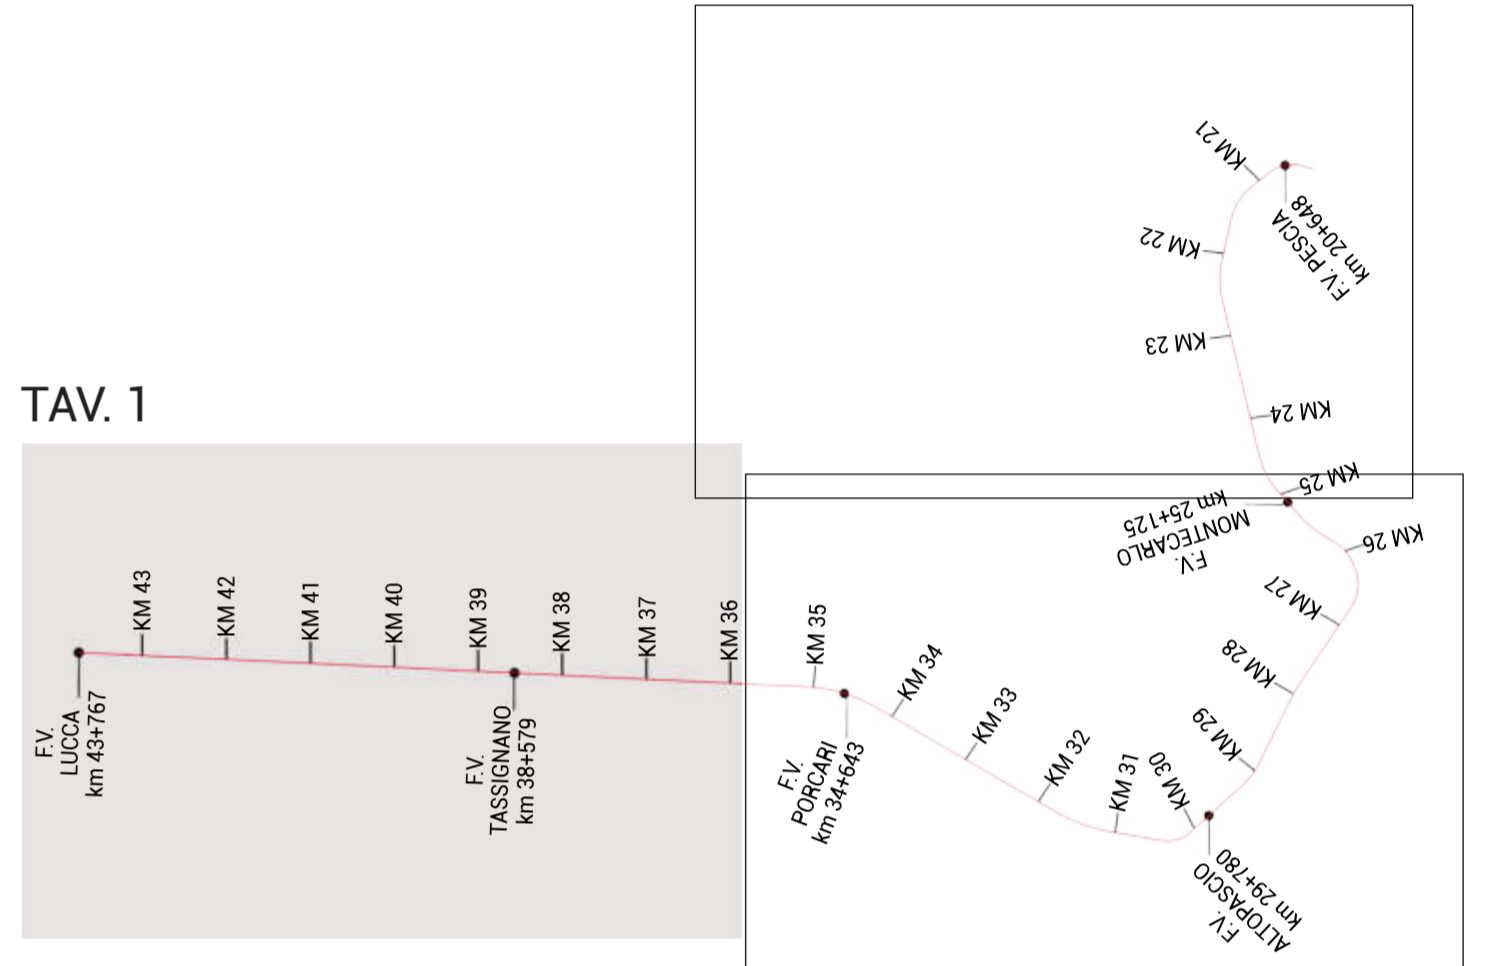 TAV. 1
KM 43
KM 42
KM 41
KM 40
KM 39
KM 38
KM 37
KM 36
KM 35
KM 34
KM 33
KM 32
KM 31
KM 30
KM 29
KM 28
KM 27
KM 26
KM 25
KM 24
KM 23
KM 22
KM 21
F.V.
LUCCA
km 43+767
F.V.
TASSIGNANO
km 38+579
F.V.
PORCARI
km 34+643
F.V.
ALTOPASCIO
km 29+780
F.V.
MONTECARLO
km 25+125
F.V. PESCIA
km 20+648